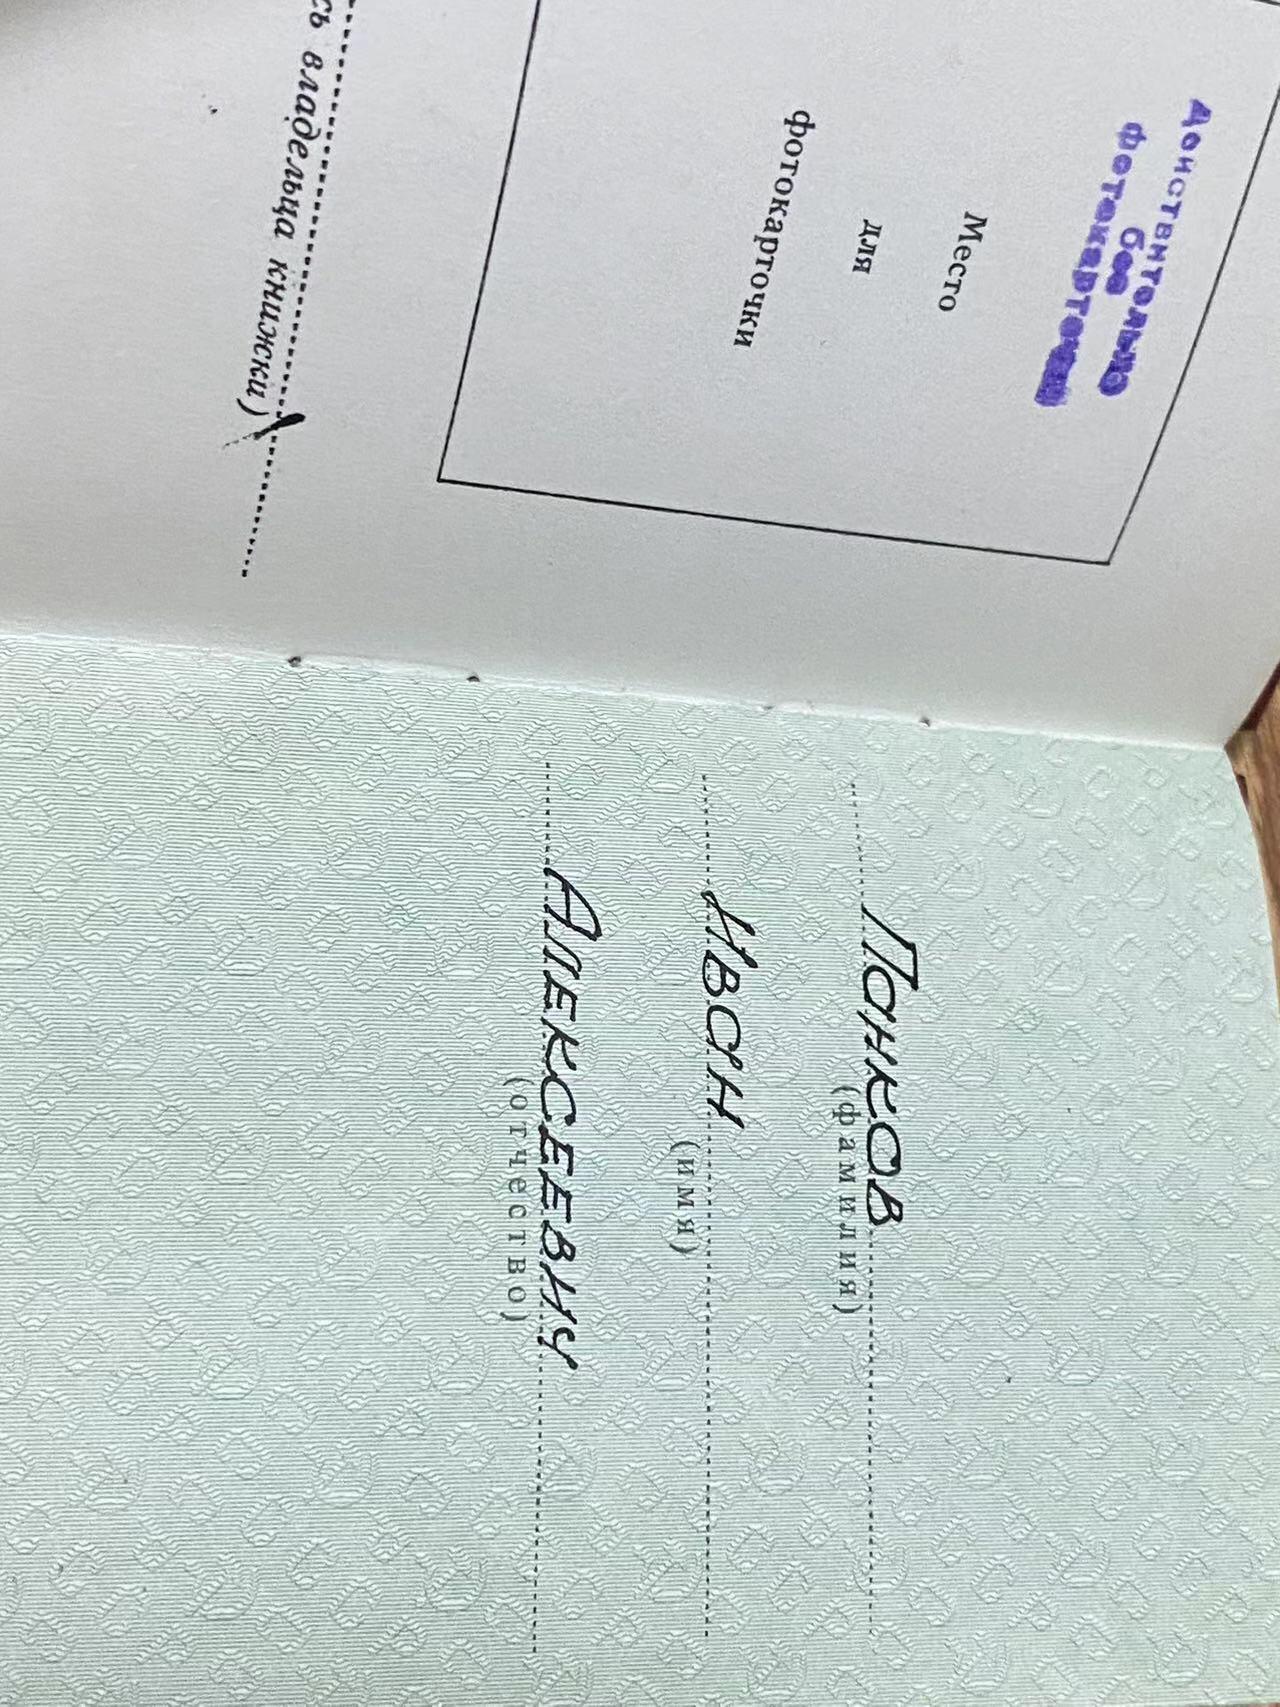 Действительно
без
фотокарточки
Место
для
фотокарточки
сь владельца книжки)
Панков
(фамилия)
Иван
(имя)
Алексеевич
(отчество)